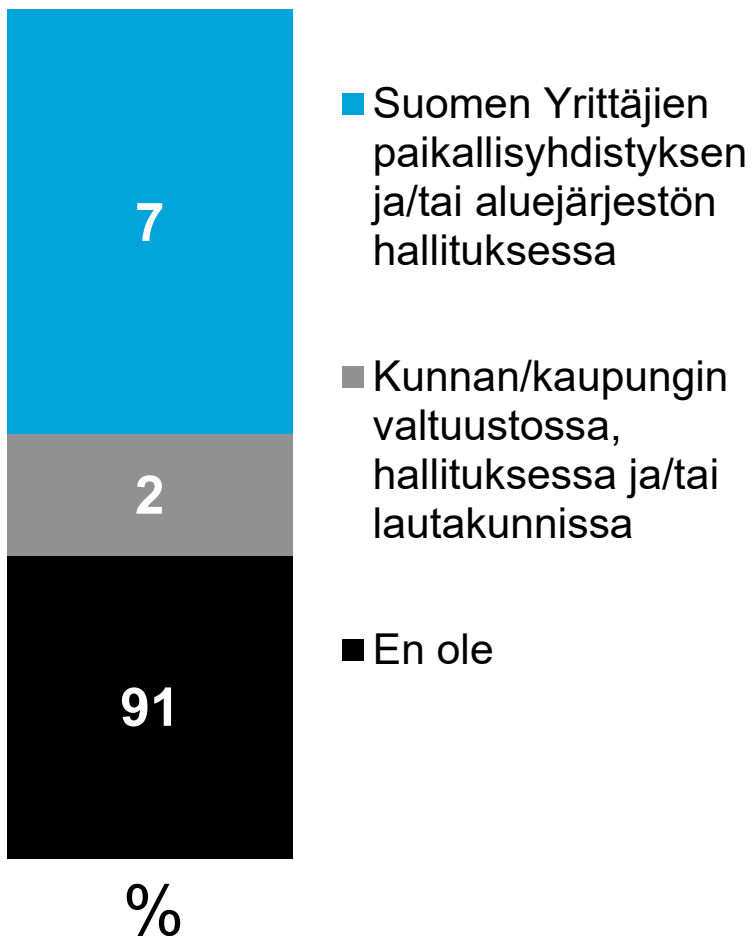 7
2
91
%
Suomen Yrittäjien
paikallisyhdistyksen
ja/tai aluejärjestön
hallituksessa
Kunnan/kaupungin
valtuustossa,
hallituksessa ja/tai
lautakunnissa
En ole